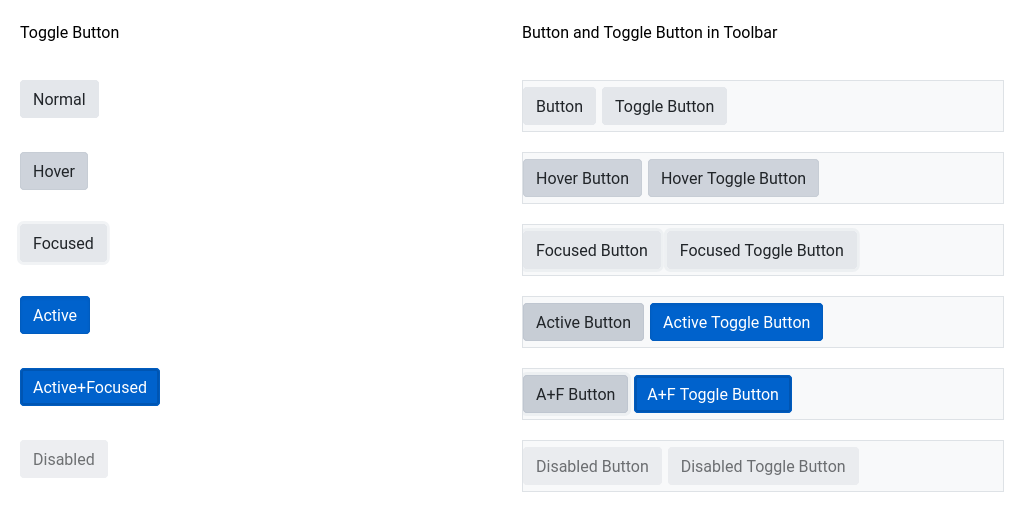 Toggle Button
Normal
Hover
Focused
Active
Active+Focused
Disabled
Button and Toggle Button in Toolbar
Button Toggle Button
Hover Button Hover Toggle Button
Focused Button Focused Toggle Button
Active Button Active Toggle Button
A+F Button A+F Toggle Button
Disabled Button Disabled Toggle Button